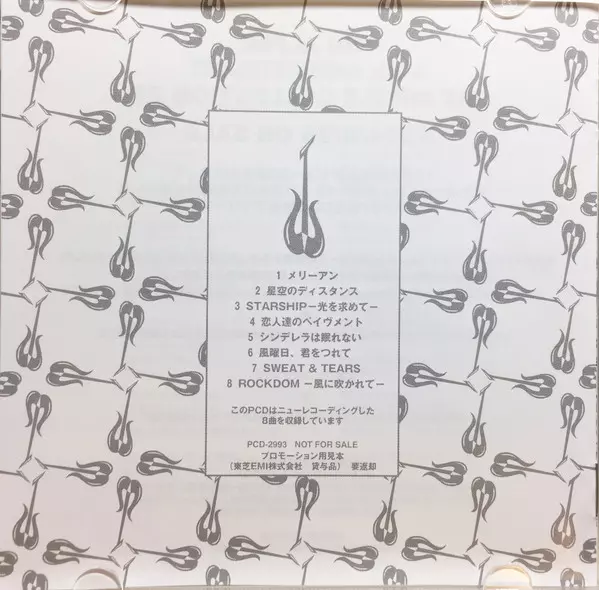 1 メリーアン
2 星空のディスタンス
3 STARSHIP－光を求めて－
4 恋人達のペイヴメント
5 シンデレラは眠れない
6 風曜日、君をつれて
7 SWEAT & TEARS
8 ROCKDOM －風に吹かれて－
このPCDはニューレコーディングした
8曲を収録しています
PCD-2993 NOT FOR SALE
プロモーション用見本
(東芝EMI株式会社 貸与品) 要返却